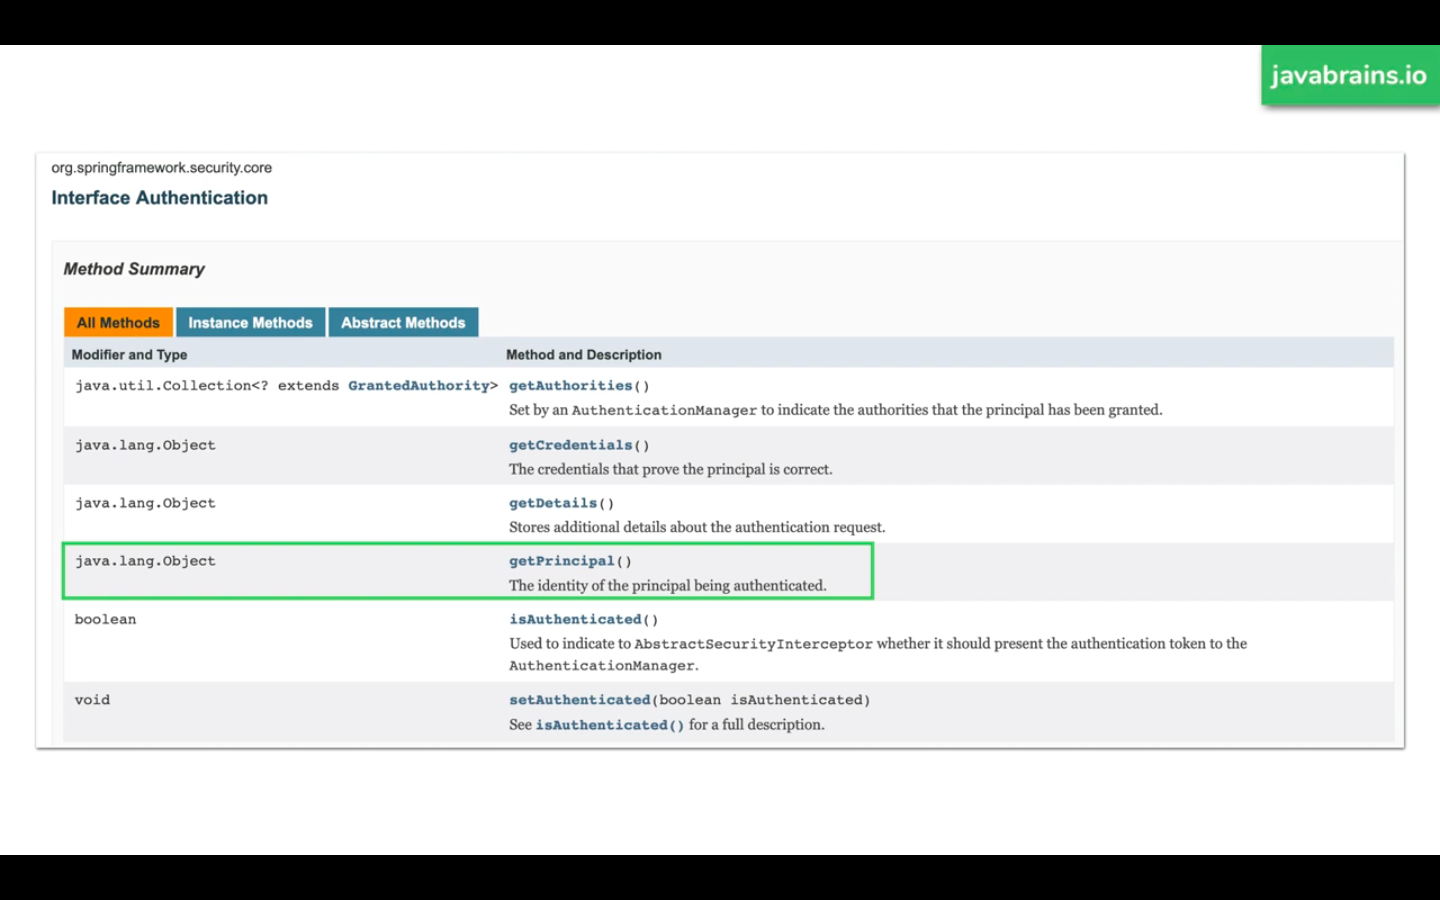 javabrains.io
org.springframework.security.core
Interface Authentication
Method Summary
All Methods Instance Methods Abstract Methods
Modifier and Type Method and Description
java.util.Collection<? extends GrantedAuthority> getAuthorities()
Set by an AuthenticationManager to indicate the authorities that the principal has been granted.
java.lang.Object getCredentials()
The credentials that prove the principal is correct.
java.lang.Object getDetails()
Stores additional details about the authentication request.
java.lang.Object getPrincipal()
The identity of the principal being authenticated.
boolean isAuthenticated()
Used to indicate to AbstractSecurityInterceptor whether it should present the authentication token to the
AuthenticationManager.
void setAuthenticated(boolean isAuthenticated)
See isAuthenticated() for a full description.